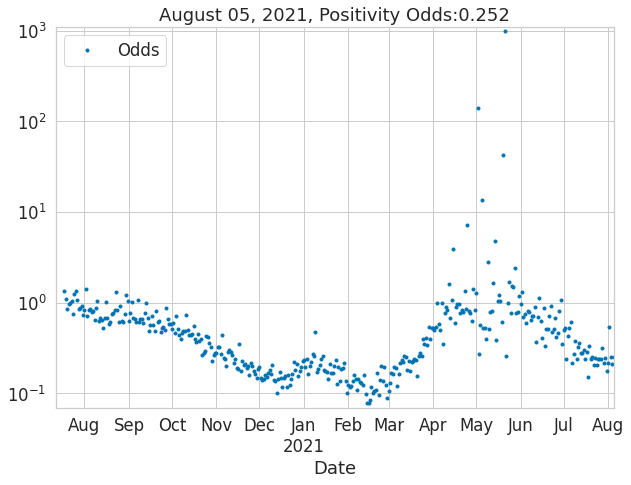 August 05, 2021, Positivity Odds:0.252
Odds
10³
10²
10¹
10⁰
10⁻¹
Aug Sep Oct Nov Dec Jan Feb Mar Apr May Jun Jul Aug
2021
Date